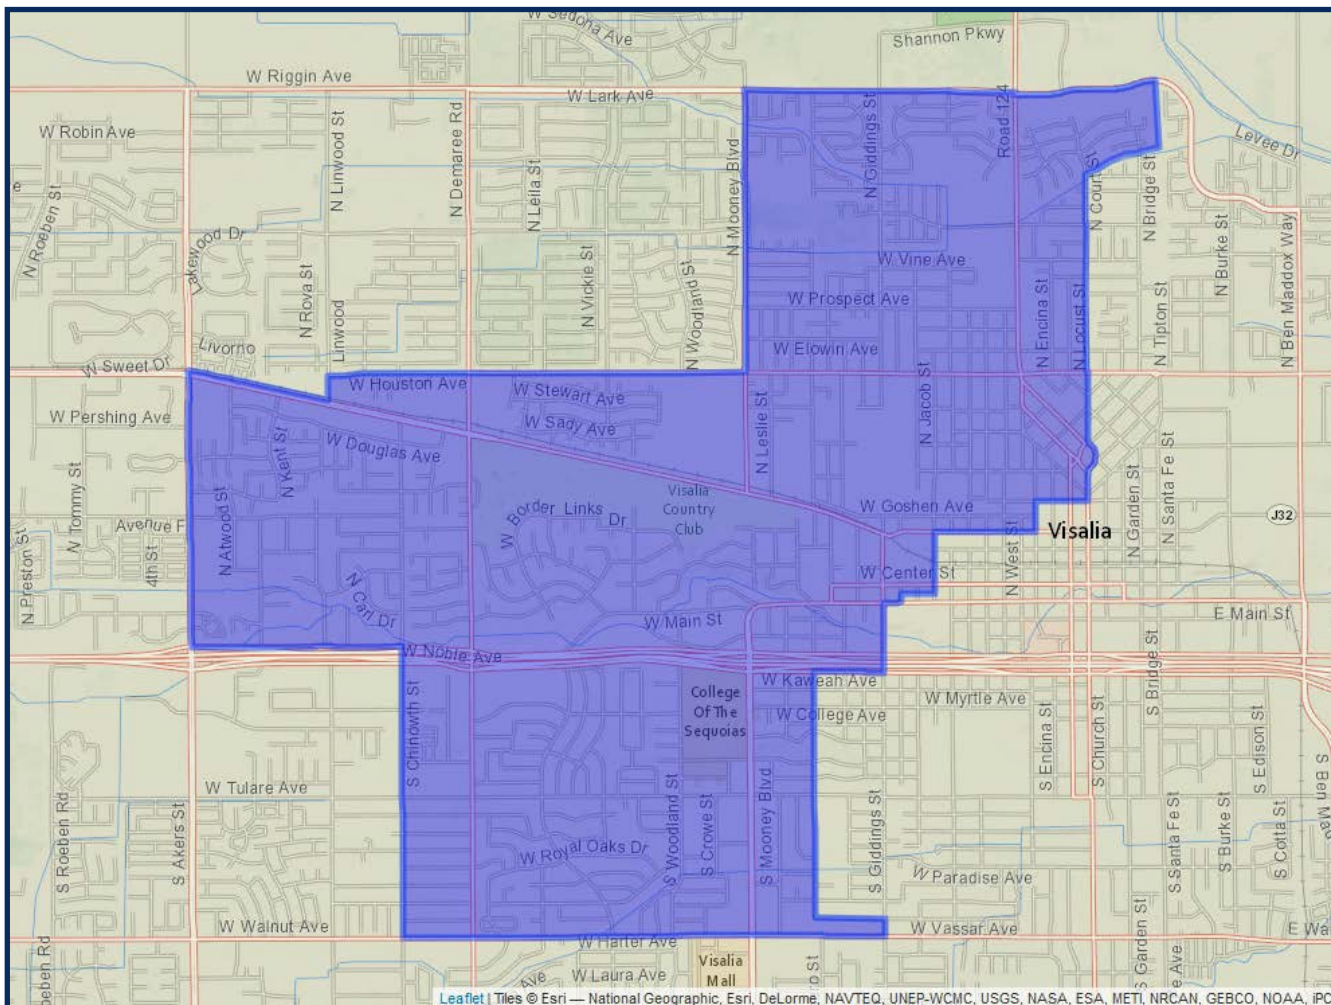 W Sedona Ave
Shannon Pkwy
W Riggin Ave
W Lark Ave
W Robin Ave
N Linwood St
N Demaree Rd
N Leila St
N Mooney Blvd
N Giddings St
Road 124
N Court St
N Bridge St
Levee Dr
N Roeben St
Lakewood Dr
N Rova St
N Vickie St
N Woodland St
W Vine Ave
W Prospect Ave
N Encina St
N Locust St
N Tipton St
N Burke St
N Ben Maddox Way
Livorno
Linwood
W Elowin Ave
W Sweet Dr
W Houston Ave
W Stewart Ave
W Pershing Ave
W Sady Ave
N Leslie St
N Jacob St
N Kent St
W Douglas Ave
N Tommy St
Avenue F
N Atwood St
W Border Links Dr
Visalia
Country
Club
W Goshen Ave
N Garden St
N Santa Fe St
J32
Visalia
N Preston St
4th St
N Carl Dr
W Center St
N West St
W Main St
E Main St
W Noble Ave
W Kaweah Ave
W College Ave
W Myrtle Ave
College
Of The
Sequoias
S Chinowth St
S Encina St
S Church St
S Bridge St
S Edison St
W Tulare Ave
S Roeben Rd
S Akers St
W Royal Oaks Dr
S Woodland St
S Crowe St
S Mooney Blvd
S Giddings St
W Paradise Ave
S Santa Fe St
S Burke St
S Cotta St
W Walnut Ave
W Harter Ave
W Vassar Ave
S Garden St
W Laura Ave
Visalia
Mall
Leaflet | Tiles © Esri — National Geographic, Esri, DeLorme, NAVTEQ, UNEP-WCMC, USGS, NASA, ESA, METI, NRCAN, GEBCO, NOAA, iPC